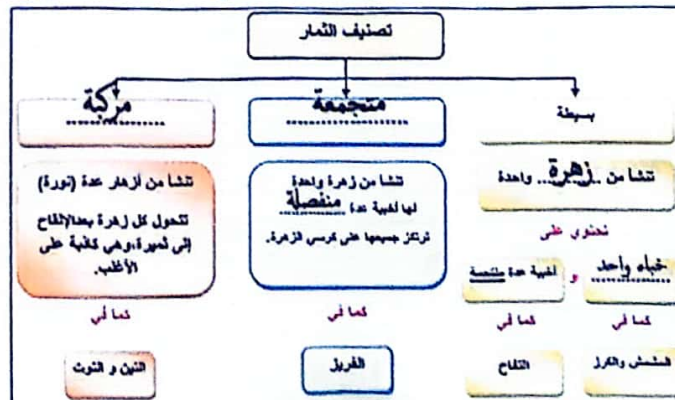 تصنيف الثمار
بسيطة
متجمعة
مركبة
تنشأ من زهرة واحدة
تحتوي على
خباء واحد
و
أخبية عدة ملتحمة
كما في
كما في
المشمش والكرز
التفاح
تنشأ من زهرة واحدة
لها أخبية عدة منفصلة
ترتكز جميعها على كرسي الزهرة.
كما في
الفريز
تنشأ من أزهار عدة (نورة)
تتحول كل زهرة بعدالإلقاح
إلى ثميرة،وهي كاذبة على
الأغلب.
كما في
التين و التوت